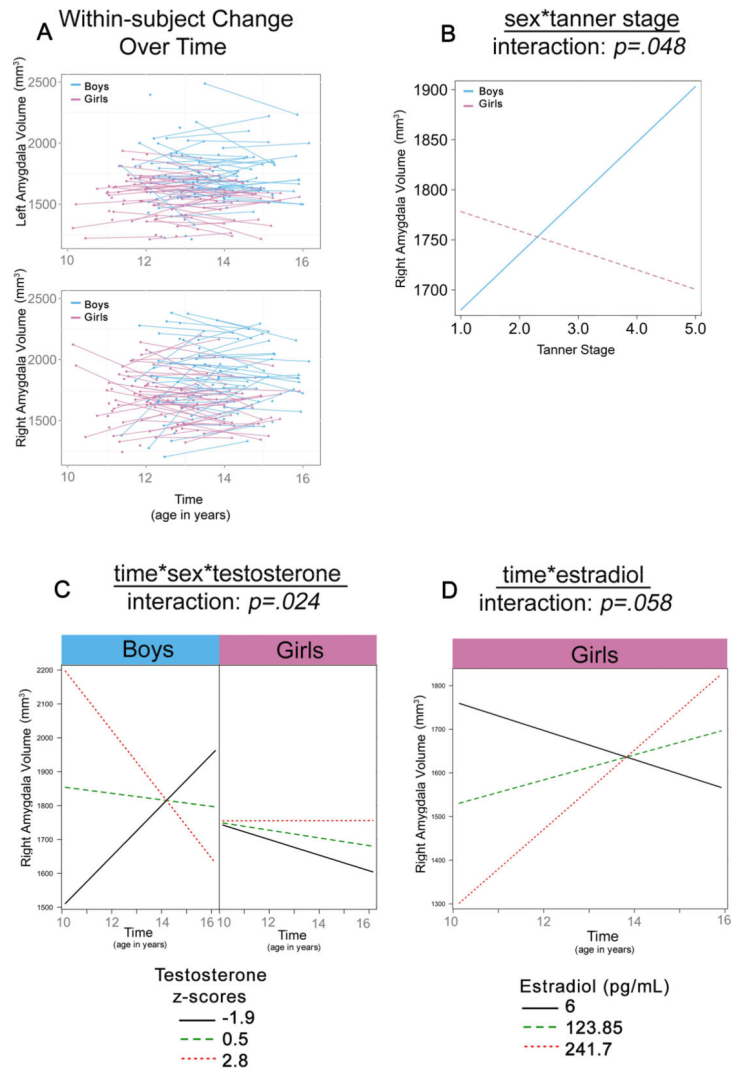 A
Within-subject Change
Over Time
Boys
Girls
2500
2000
1500
Left Amygdala Volume (mm³)
10 12 14 16
Boys
Girls
2500
2000
1500
Right Amygdala Volume (mm³)
10 12 14 16
Time
(age in years)
B
sex*tanner stage
interaction: p=.048
Boys
Girls
1900
1850
1800
1750
1700
Right Amygdala Volume (mm³)
1.0 2.0 3.0 4.0 5.0
Tanner Stage
C
time*sex*testosterone
interaction: p=.024
Boys Girls
2200
2100
2000
1900
1800
1700
1600
1500
Right Amygdala Volume (mm³)
10 12 14 16 10 12 14 16
Time Time
(age in years) (age in years)
Testosterone
z-scores
-1.9
0.5
2.8
D
time*estradiol
interaction: p=.058
Girls
1800
1700
1600
1500
1400
1300
Right Amygdala Volume (mm³)
10 12 14 16
Time
(age in years)
Estradiol (pg/mL)
6
123.85
241.7